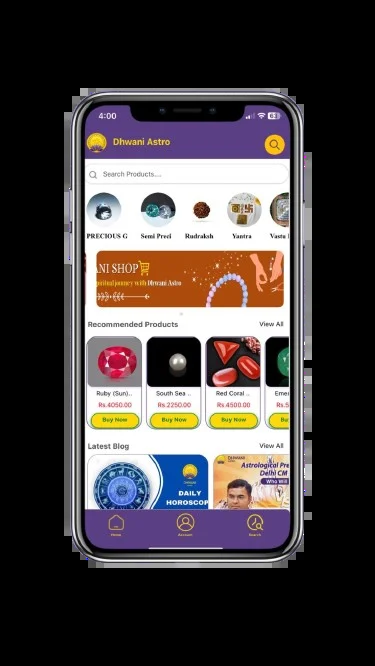 4:00
63
Dhwani Astro
Search Products....
PRECIOUS G
Semi Preci
Rudraksh
Yantra
Vastu I
ANI SHOP
piritual journey with Dhwani Astro
Recommended Products
View All
Ruby (Sun)..
South Sea ..
Red Coral ..
Emer
Rs.4050.00
Rs.2250.00
Rs.4500.00
Rs.5
Buy Now
Buy Now
Buy Now
Latest Blog
View All
DAILY
HOROSCOP
Astrological Pre
Delhi CM
Who Will
Home
Account
Search